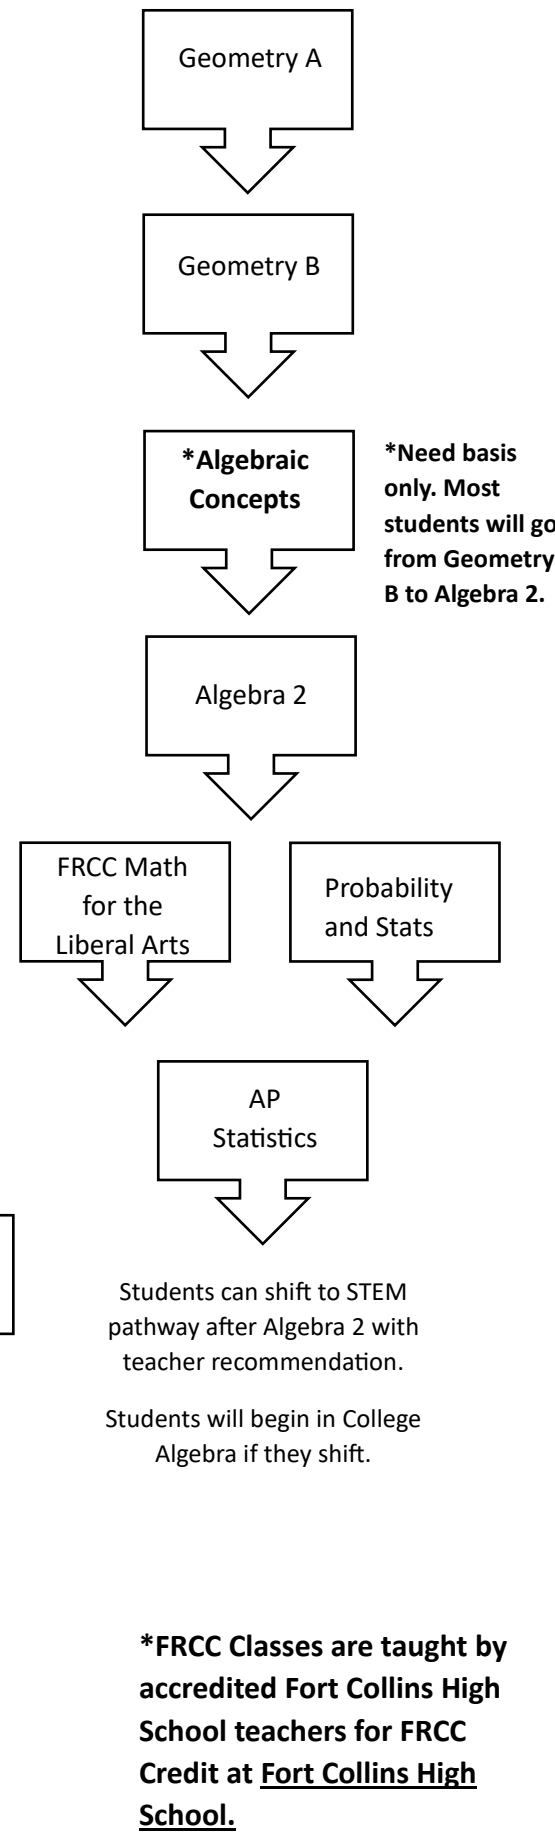 Geometry A
Geometry B
*Algebraic
Concepts
*Need basis
only. Most
students will go
from Geometry
B to Algebra 2.
Algebra 2
FRCC Math
for the
Liberal Arts
Probability
and Stats
AP
Statistics
Students can shift to STEM
pathway after Algebra 2 with
teacher recommendation.
Students will begin in College
Algebra if they shift.
*FRCC Classes are taught by
accredited Fort Collins High
School teachers for FRCC
Credit at Fort Collins High
School.